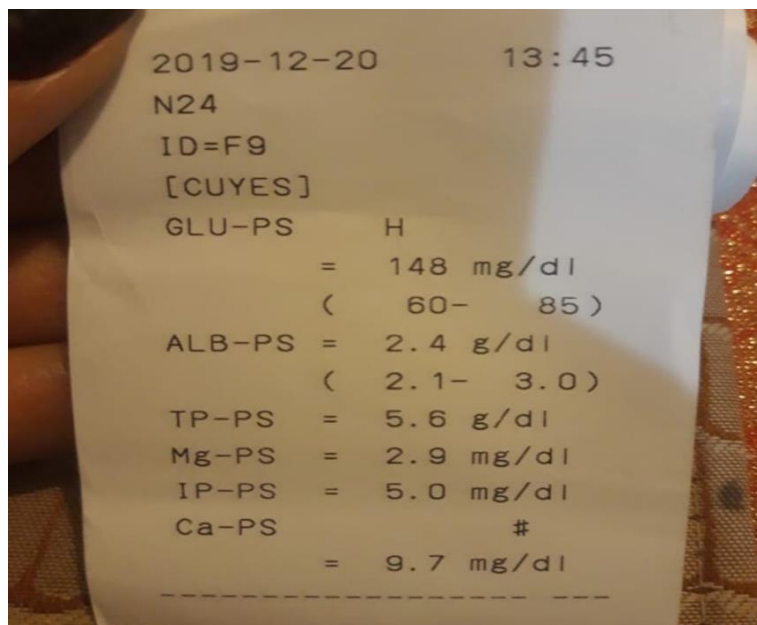 2019-12-20 13:45
N24
ID=F9
[CUYES]
GLU-PS H
= 148 mg/dl
( 60- 85)
ALB-PS = 2.4 g/dl
( 2.1- 3.0)
TP-PS = 5.6 g/dl
Mg-PS = 2.9 mg/dl
IP-PS = 5.0 mg/dl
Ca-PS #
= 9.7 mg/dl